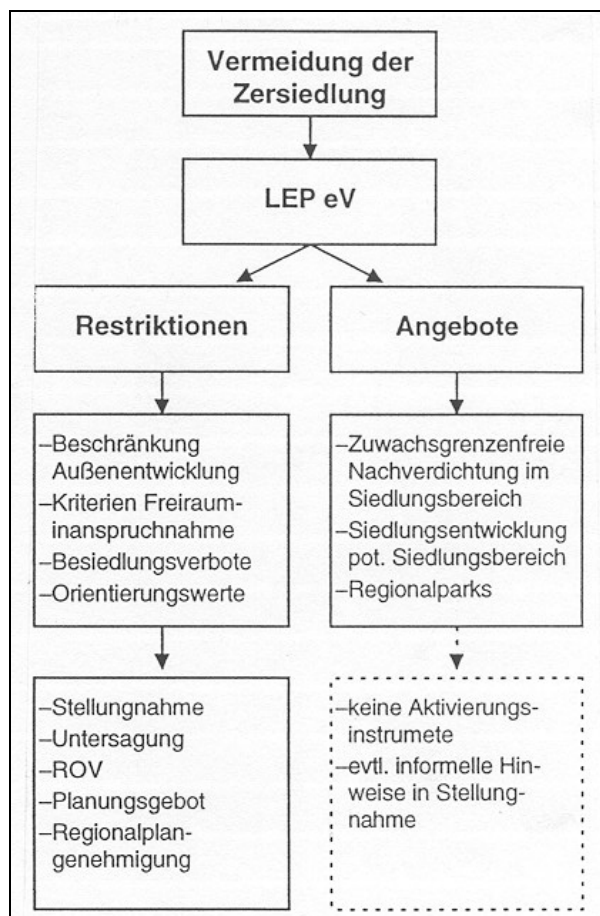 Vermeidung der
Zersiedlung
LEP eV
Restriktionen
Angebote
–Beschränkung
Außenentwicklung
–Kriterien Freiraum-
inanspruchnahme
–Besiedlungsverbote
–Orientierungswerte
–Zuwachsgrenzenfreie
Nachverdichtung im
Siedlungsbereich
–Siedlungsentwicklung
pot. Siedlungsbereich
–Regionalparks
–Stellungnahme
–Untersagung
–ROV
–Planungsgebot
–Regionalplan-
genehmigung
–keine Aktivierungs-
instrumete
–evtl. informelle Hin-
weise in Stellung-
nahme